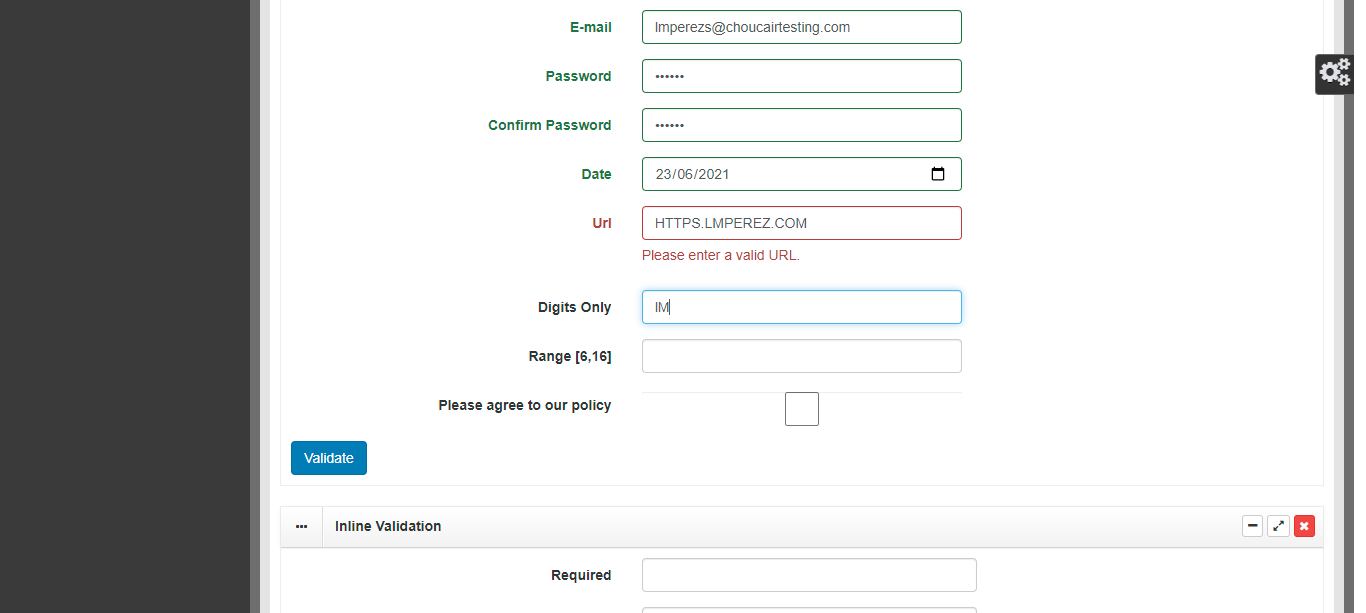 E-mail lmperezs@choucairtesting.com
Password ••••••
Confirm Password ••••••
Date 23/06/2021
Url HTTPS.LMPEREZ.COM
Please enter a valid URL.
Digits Only IM
Range [6,16]
Please agree to our policy
Validate
Inline Validation
Required